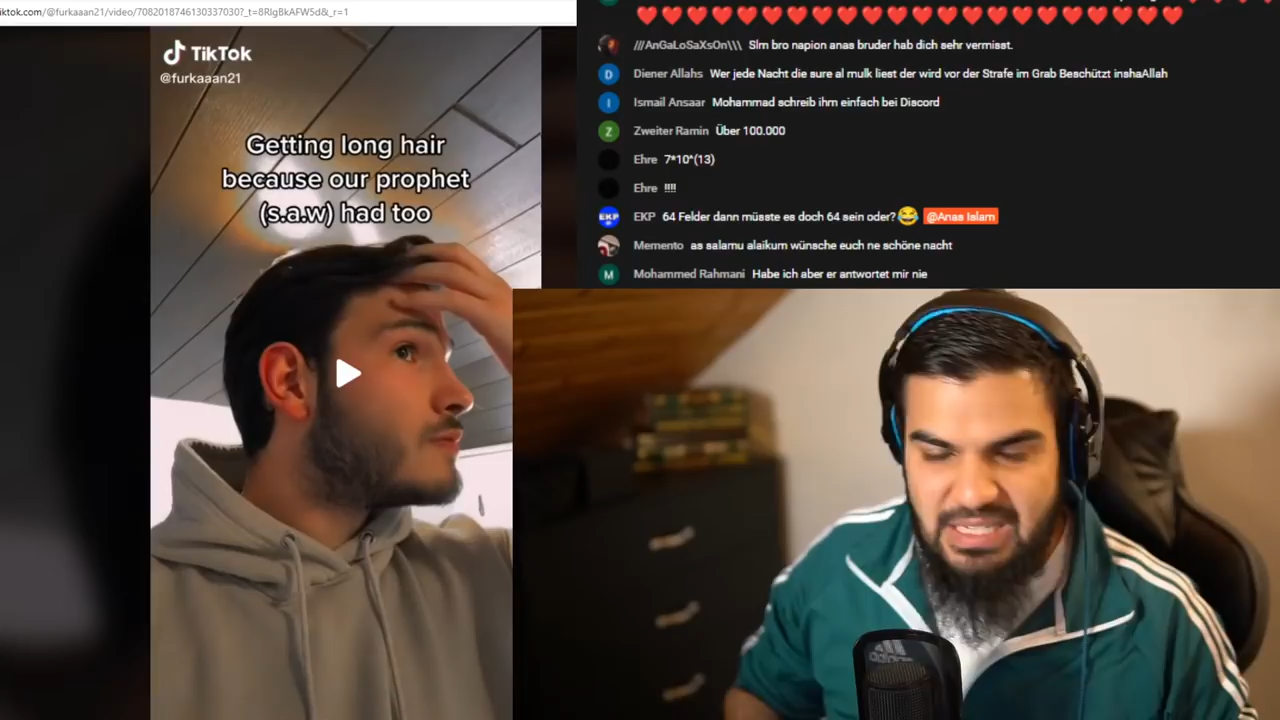 iktok.com/@furkaaan21/video/7082018746130337030?_t=8RlgBkAFW5d&_r=1
TikTok
@furkaaan21
Getting long hair
because our prophet
(s.a.w) had too
///AnGaLoSaXsOn\\\ Slm bro napion anas bruder hab dich sehr vermisst.
D Diener Allahs Wer jede Nacht die sure al mulk liest der wird vor der Strafe im Grab Beschützt inshaAllah
I Ismail Ansaar Mohammad schreib ihm einfach bei Discord
Z Zweiter Ramin Über 100.000
Ehre 7*10^(13)
Ehre !!!!
EKP EKP 64 Felder dann müsste es doch 64 sein oder?😂 @Anas Islam
Memento as salamu alaikum wünsche euch ne schöne nacht
M Mohammed Rahmani Habe ich aber er antwortet mir nie